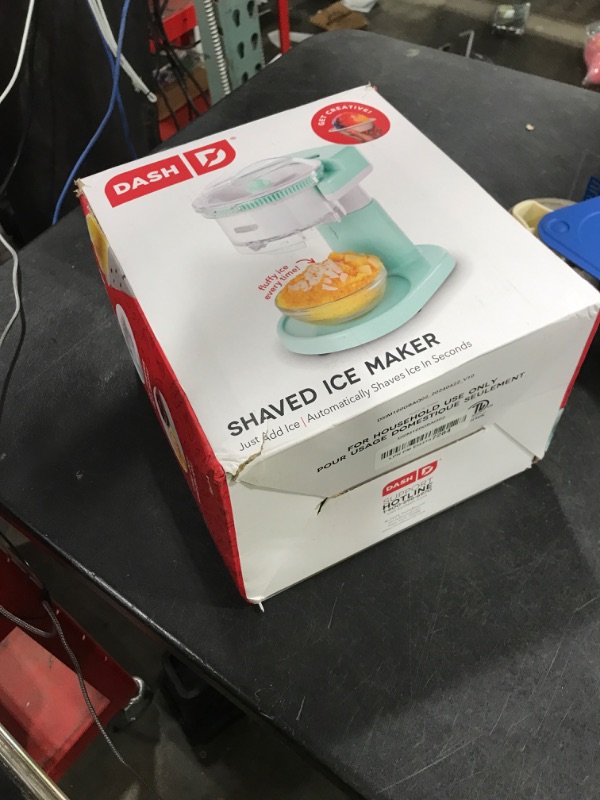 DASH
GET CREATIVE!
fluffy ice
every time!
SHAVED ICE MAKER
Just Add Ice | Automatically Shaves Ice In Seconds
FOR HOUSEHOLD USE ONLY
POUR USAGE DOMESTIQUE SEULEMENT
DASH
SUPPORT
HOTLINE